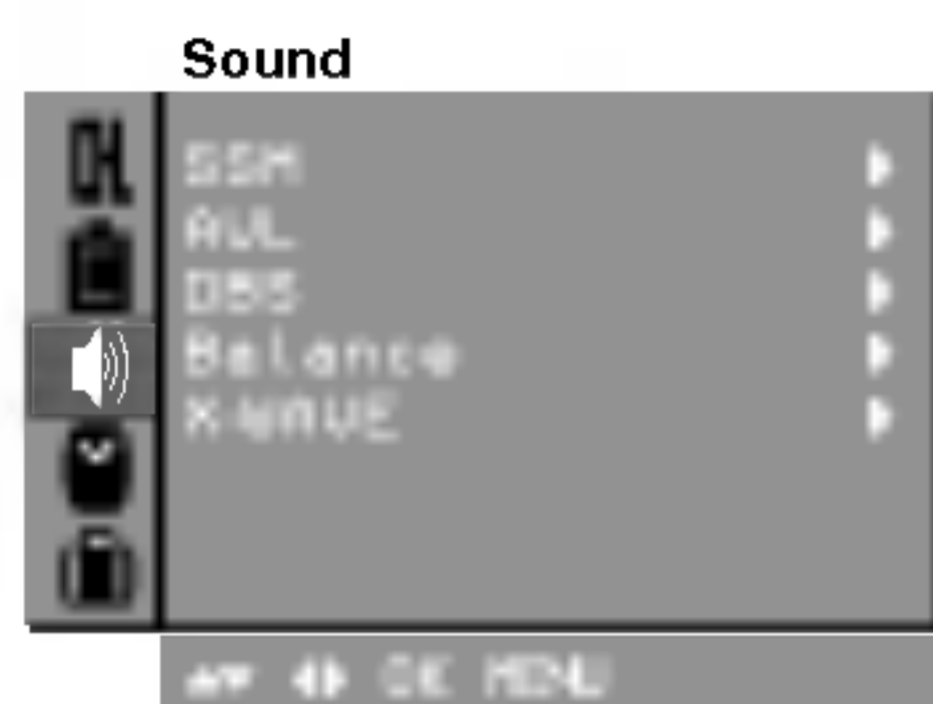 Sound
SSM
AVL
DBS
Balance
X-WAVE
▲▼ ◀▶ OK MENU